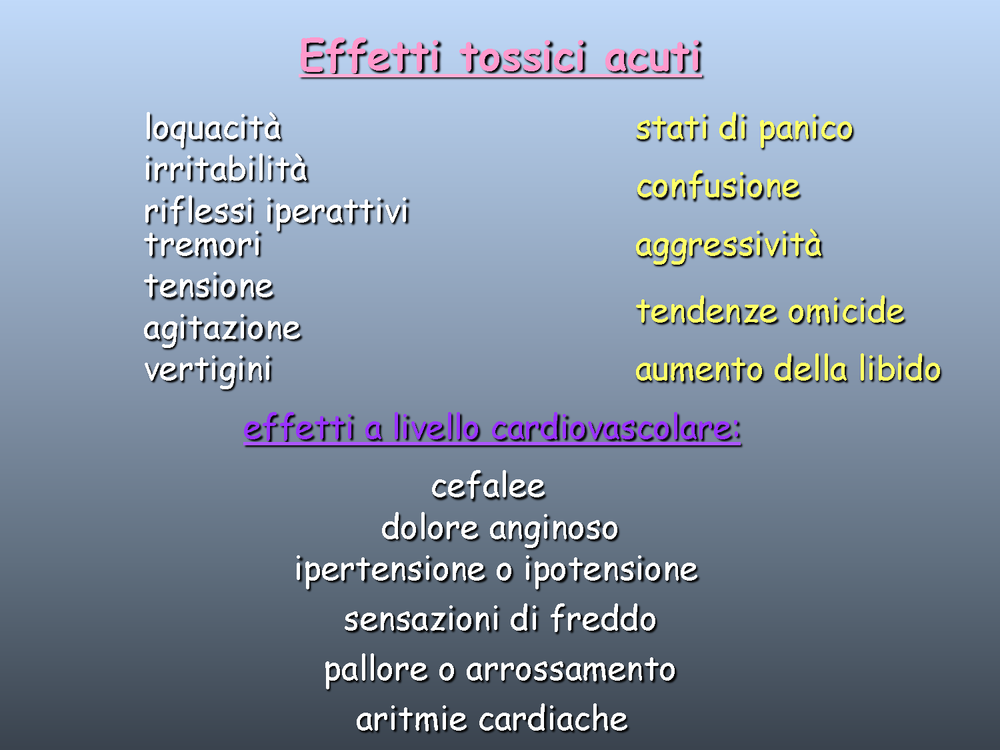 Effetti tossici acuti
loquacità
irritabilità
riflessi iperattivi
tremori
tensione
agitazione
vertigini
stati di panico
confusione
aggressività
tendenze omicide
aumento della libido
effetti a livello cardiovascolare:
cefalee
dolore anginoso
ipertensione o ipotensione
sensazioni di freddo
pallore o arrossamento
aritmie cardiache